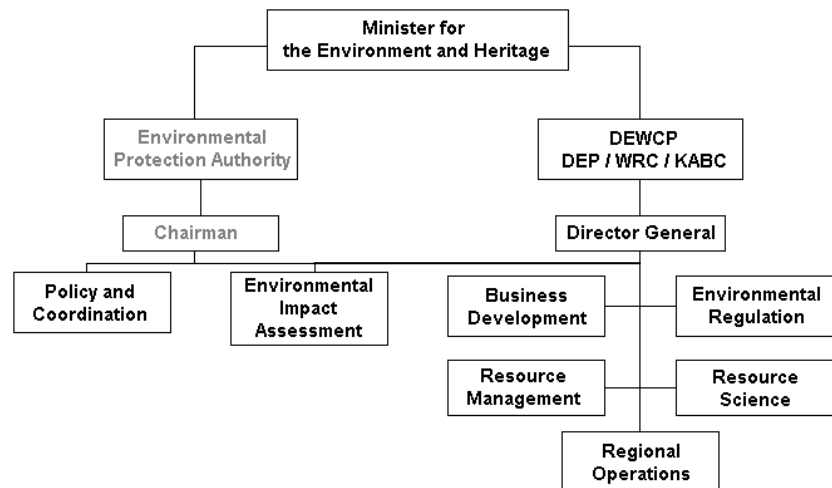 Minister for
the Environment and Heritage
Environmental
Protection Authority
DEWCP
DEP / WRC / KABC
Chairman
Director General
Policy and
Coordination
Environmental
Impact
Assessment
Business
Development
Environmental
Regulation
Resource
Management
Resource
Science
Regional
Operations